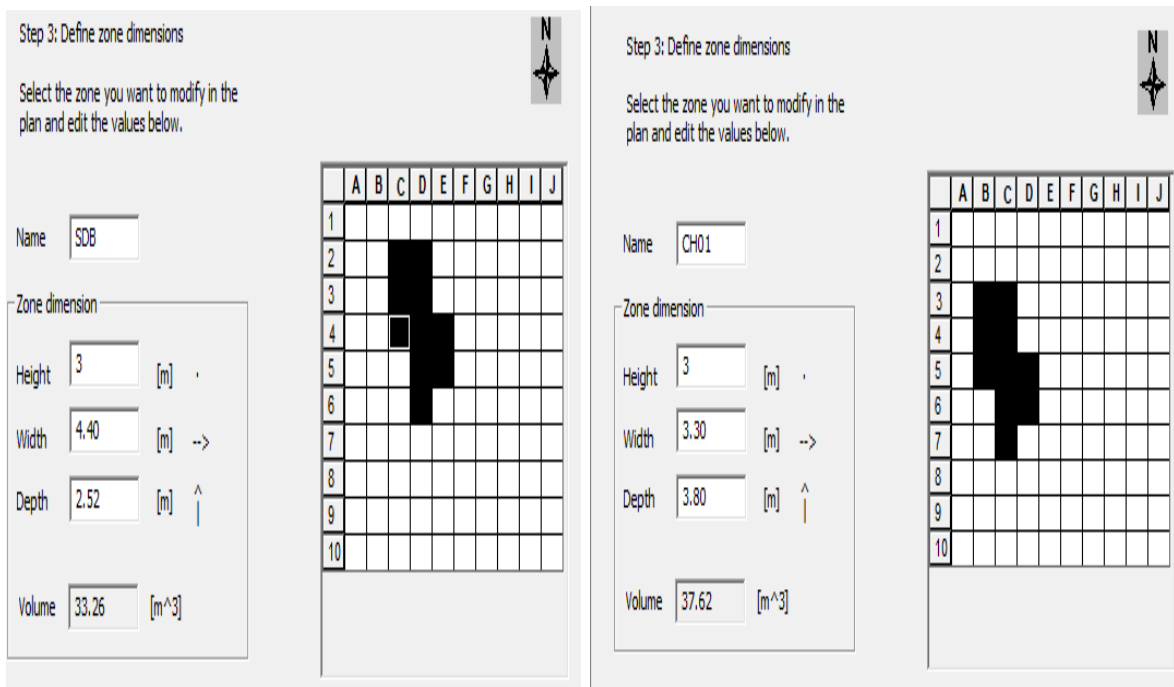 Step 3: Define zone dimensions
N
Select the zone you want to modify in the
plan and edit the values below.
A B C D E F G H I J
1
2
3
4
5
6
7
8
9
10
Name SDB
Zone dimension
Height 3 [m] .
Width 4.40 [m] -->
Depth 2.52 [m] ^
|
Volume 33.26 [m^3]
Step 3: Define zone dimensions
N
Select the zone you want to modify in the
plan and edit the values below.
A B C D E F G H I J
1
2
3
4
5
6
7
8
9
10
Name CH01
Zone dimension
Height 3 [m] .
Width 3.30 [m] -->
Depth 3.80 [m] ^
|
Volume 37.62 [m^3]